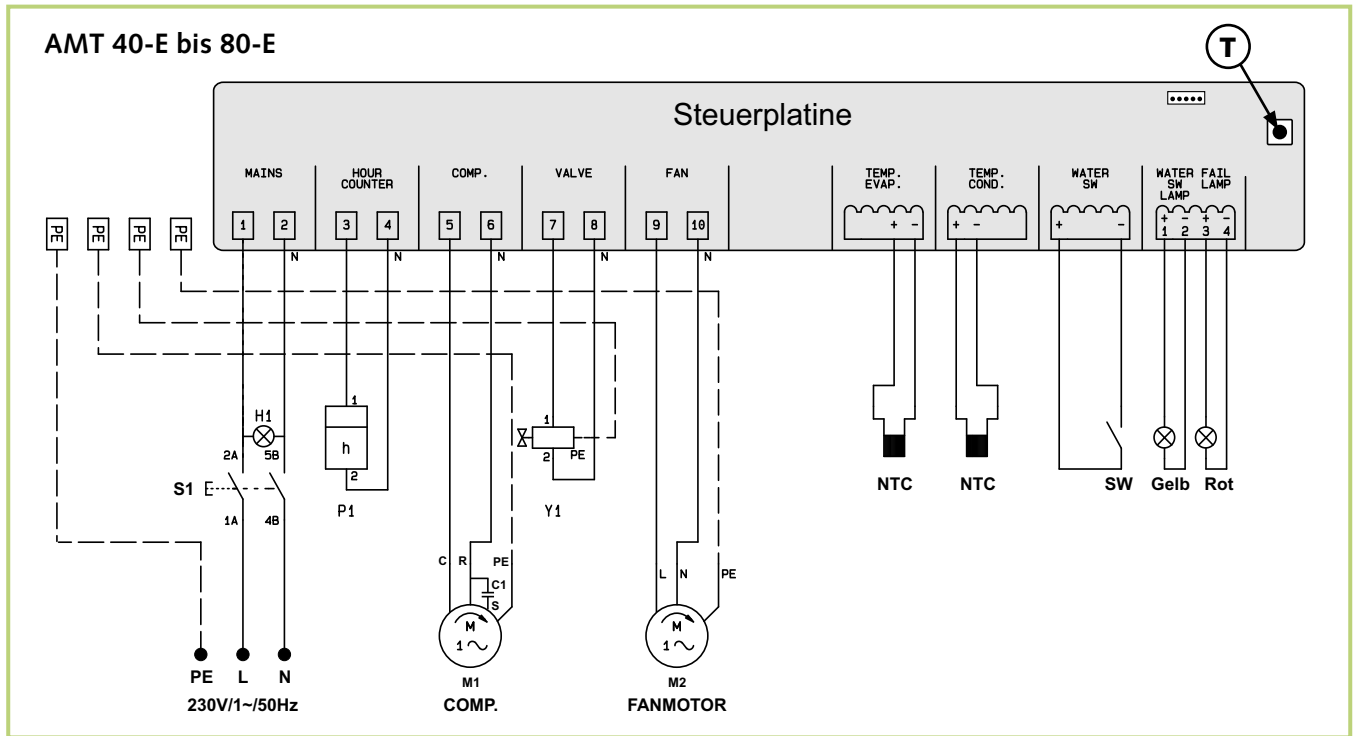 AMT 40-E bis 80-E
T
Steuerplatine
MAINS
HOUR COUNTER
COMP.
VALVE
FAN
TEMP. EVAP.
TEMP. COND.
WATER SW
WATER SW LAMP
FAIL LAMP
PE PE PE PE
1 2 3 4 5 6 7 8 9 10
+ -
+ -
+ -
+ - + -
1 2 3 4
N N N N N
H1
2A 5B
S1
1A 4B
1
h
2
P1
1
2 PE
Y1
NTC NTC SW Gelb Rot
C R PE
C1
S
M
1~
L N PE
M
1~
PE L N
230V/1~/50Hz
M1
COMP.
M2
FANMOTOR